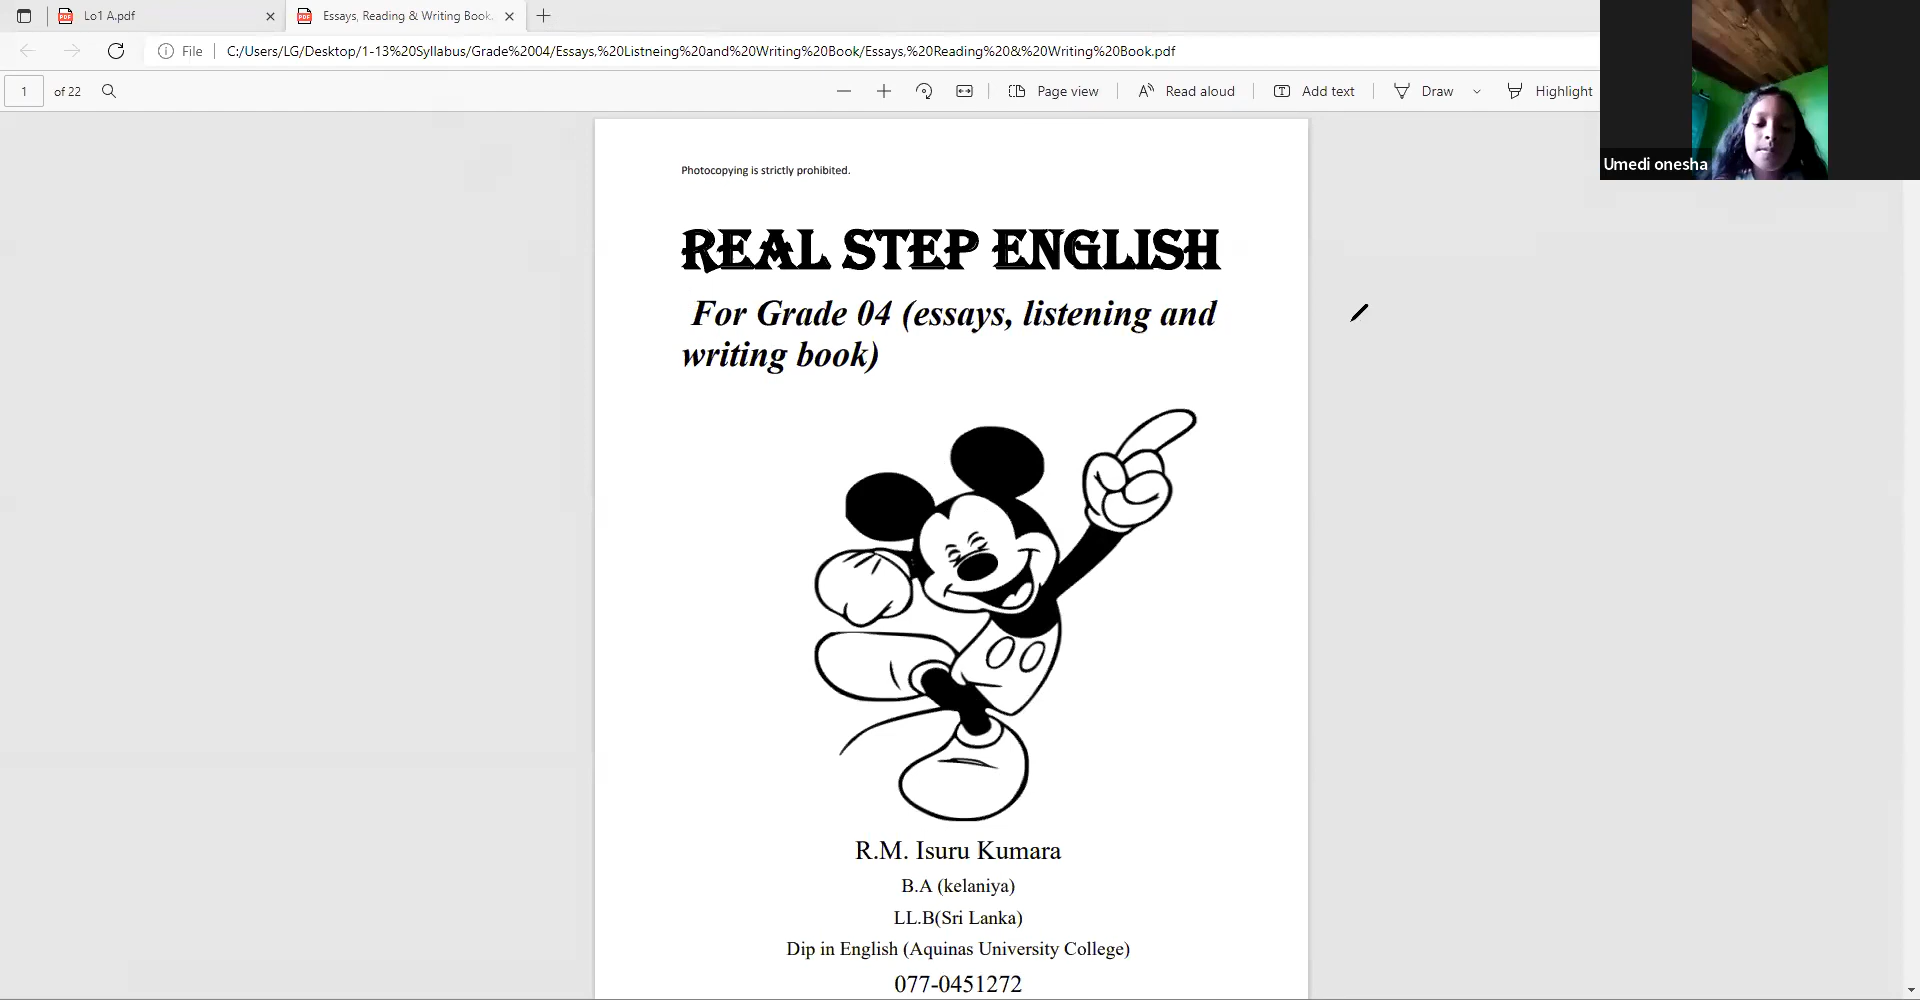 Lo1 A.pdf
Essays, Reading & Writing Book.
File
C:/Users/LG/Desktop/1-13%20Syllabus/Grade%2004/Essays,%20Listneing%20and%20Writing%20Book/Essays,%20Reading%20&%20Writing%20Book.pdf
1 of 22
Page view
Read aloud
Add text
Draw
Highlight
Umedi onesha
Photocopying is strictly prohibited.
REAL STEP ENGLISH
For Grade 04 (essays, listening and
writing book)
R.M. Isuru Kumara
B.A (kelaniya)
LL.B(Sri Lanka)
Dip in English (Aquinas University College)
077-0451272